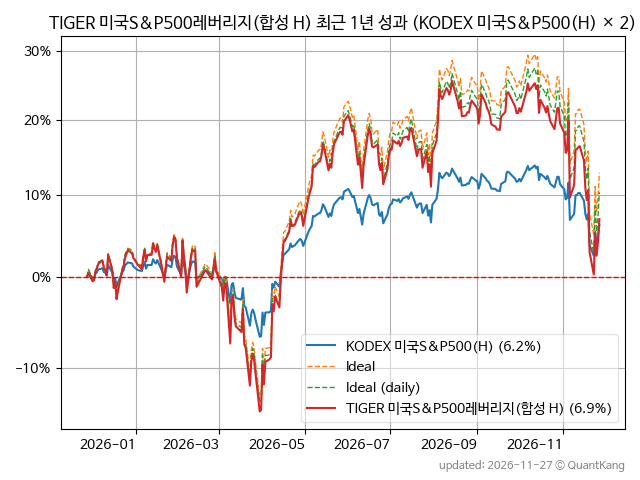 TIGER 미국S&P500레버리지(합성 H) 최근 1년 성과 (KODEX 미국S&P500(H) × 2)
30%
20%
10%
0%
−10%
KODEX 미국S&P500(H) (6.2%)
Ideal
Ideal (daily)
TIGER 미국S&P500레버리지(합성 H) (6.9%)
2026-01
2026-03
2026-05
2026-07
2026-09
2026-11
updated: 2026-11-27 © QuantKang